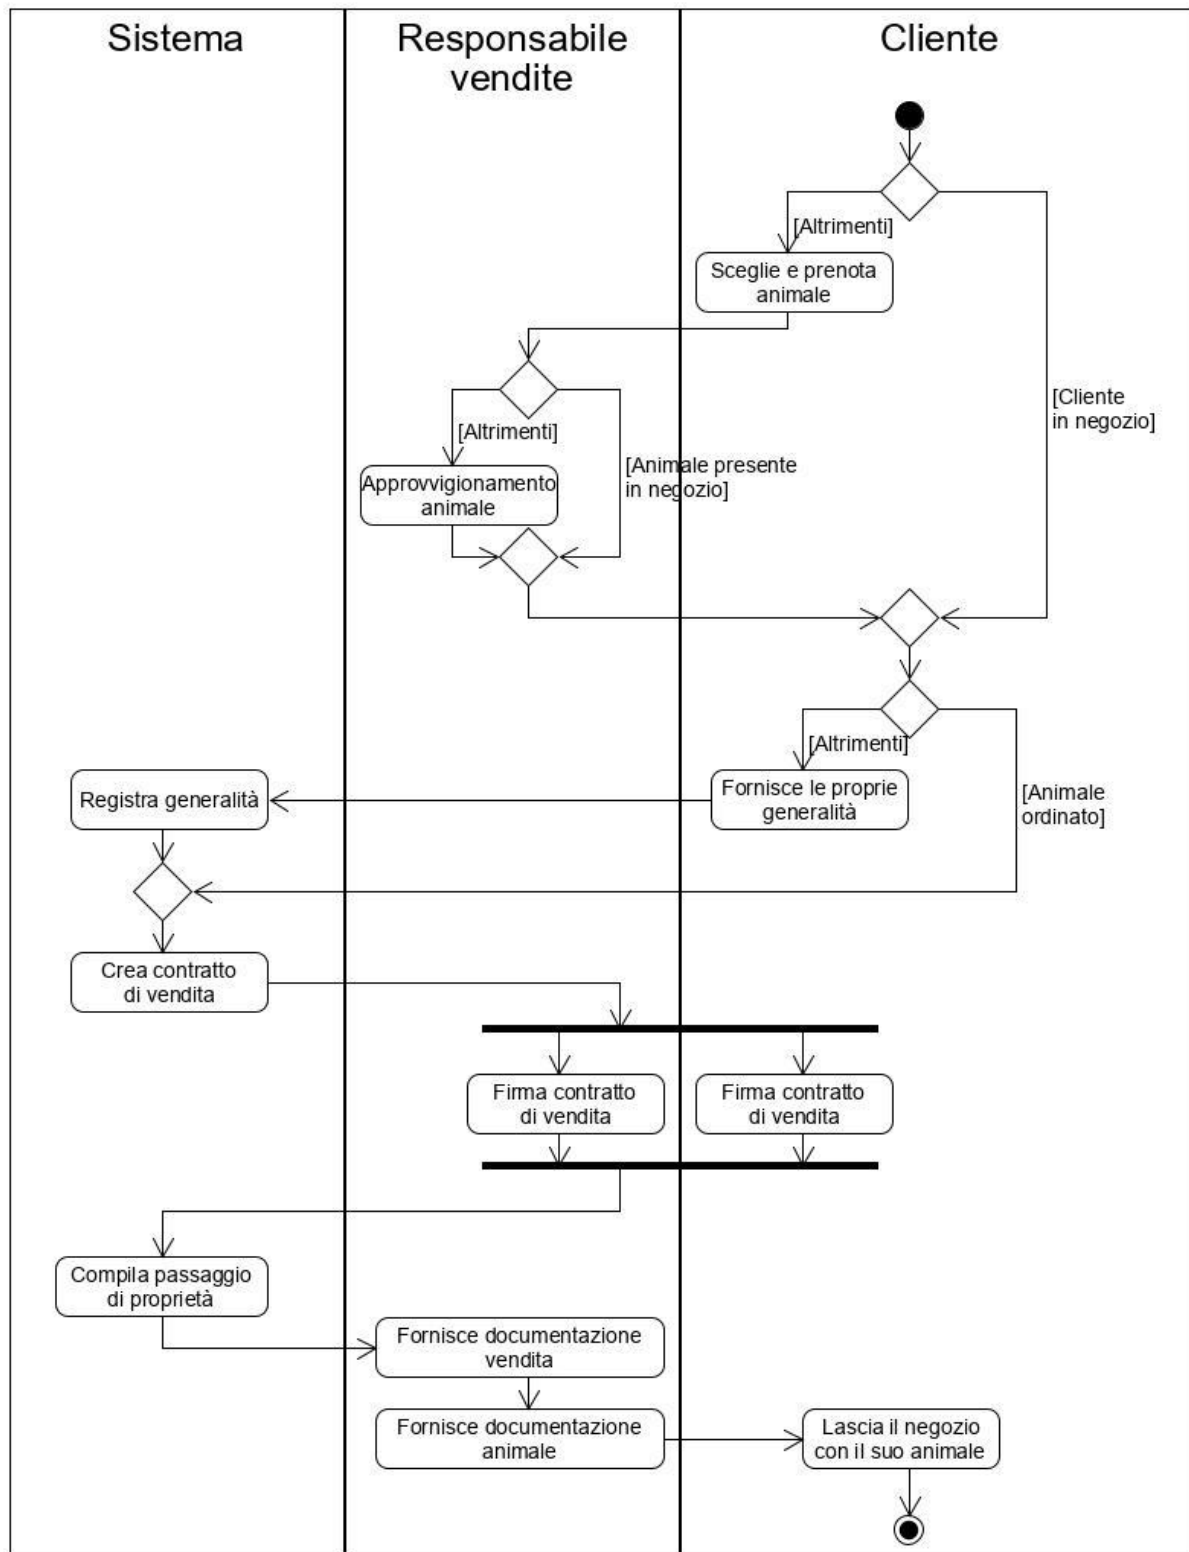 Sistema
Responsabile
vendite
Cliente
[Altrimenti]
Sceglie e prenota
animale
[Cliente
in negozio]
[Altrimenti]
[Animale presente
in negozio]
Approvvigionamento
animale
[Altrimenti]
Registra generalità
Fornisce le proprie
generalità
[Animale
ordinato]
Crea contratto
di vendita
Firma contratto
di vendita
Firma contratto
di vendita
Compila passaggio
di proprietà
Fornisce documentazione
vendita
Fornisce documentazione
animale
Lascia il negozio
con il suo animale